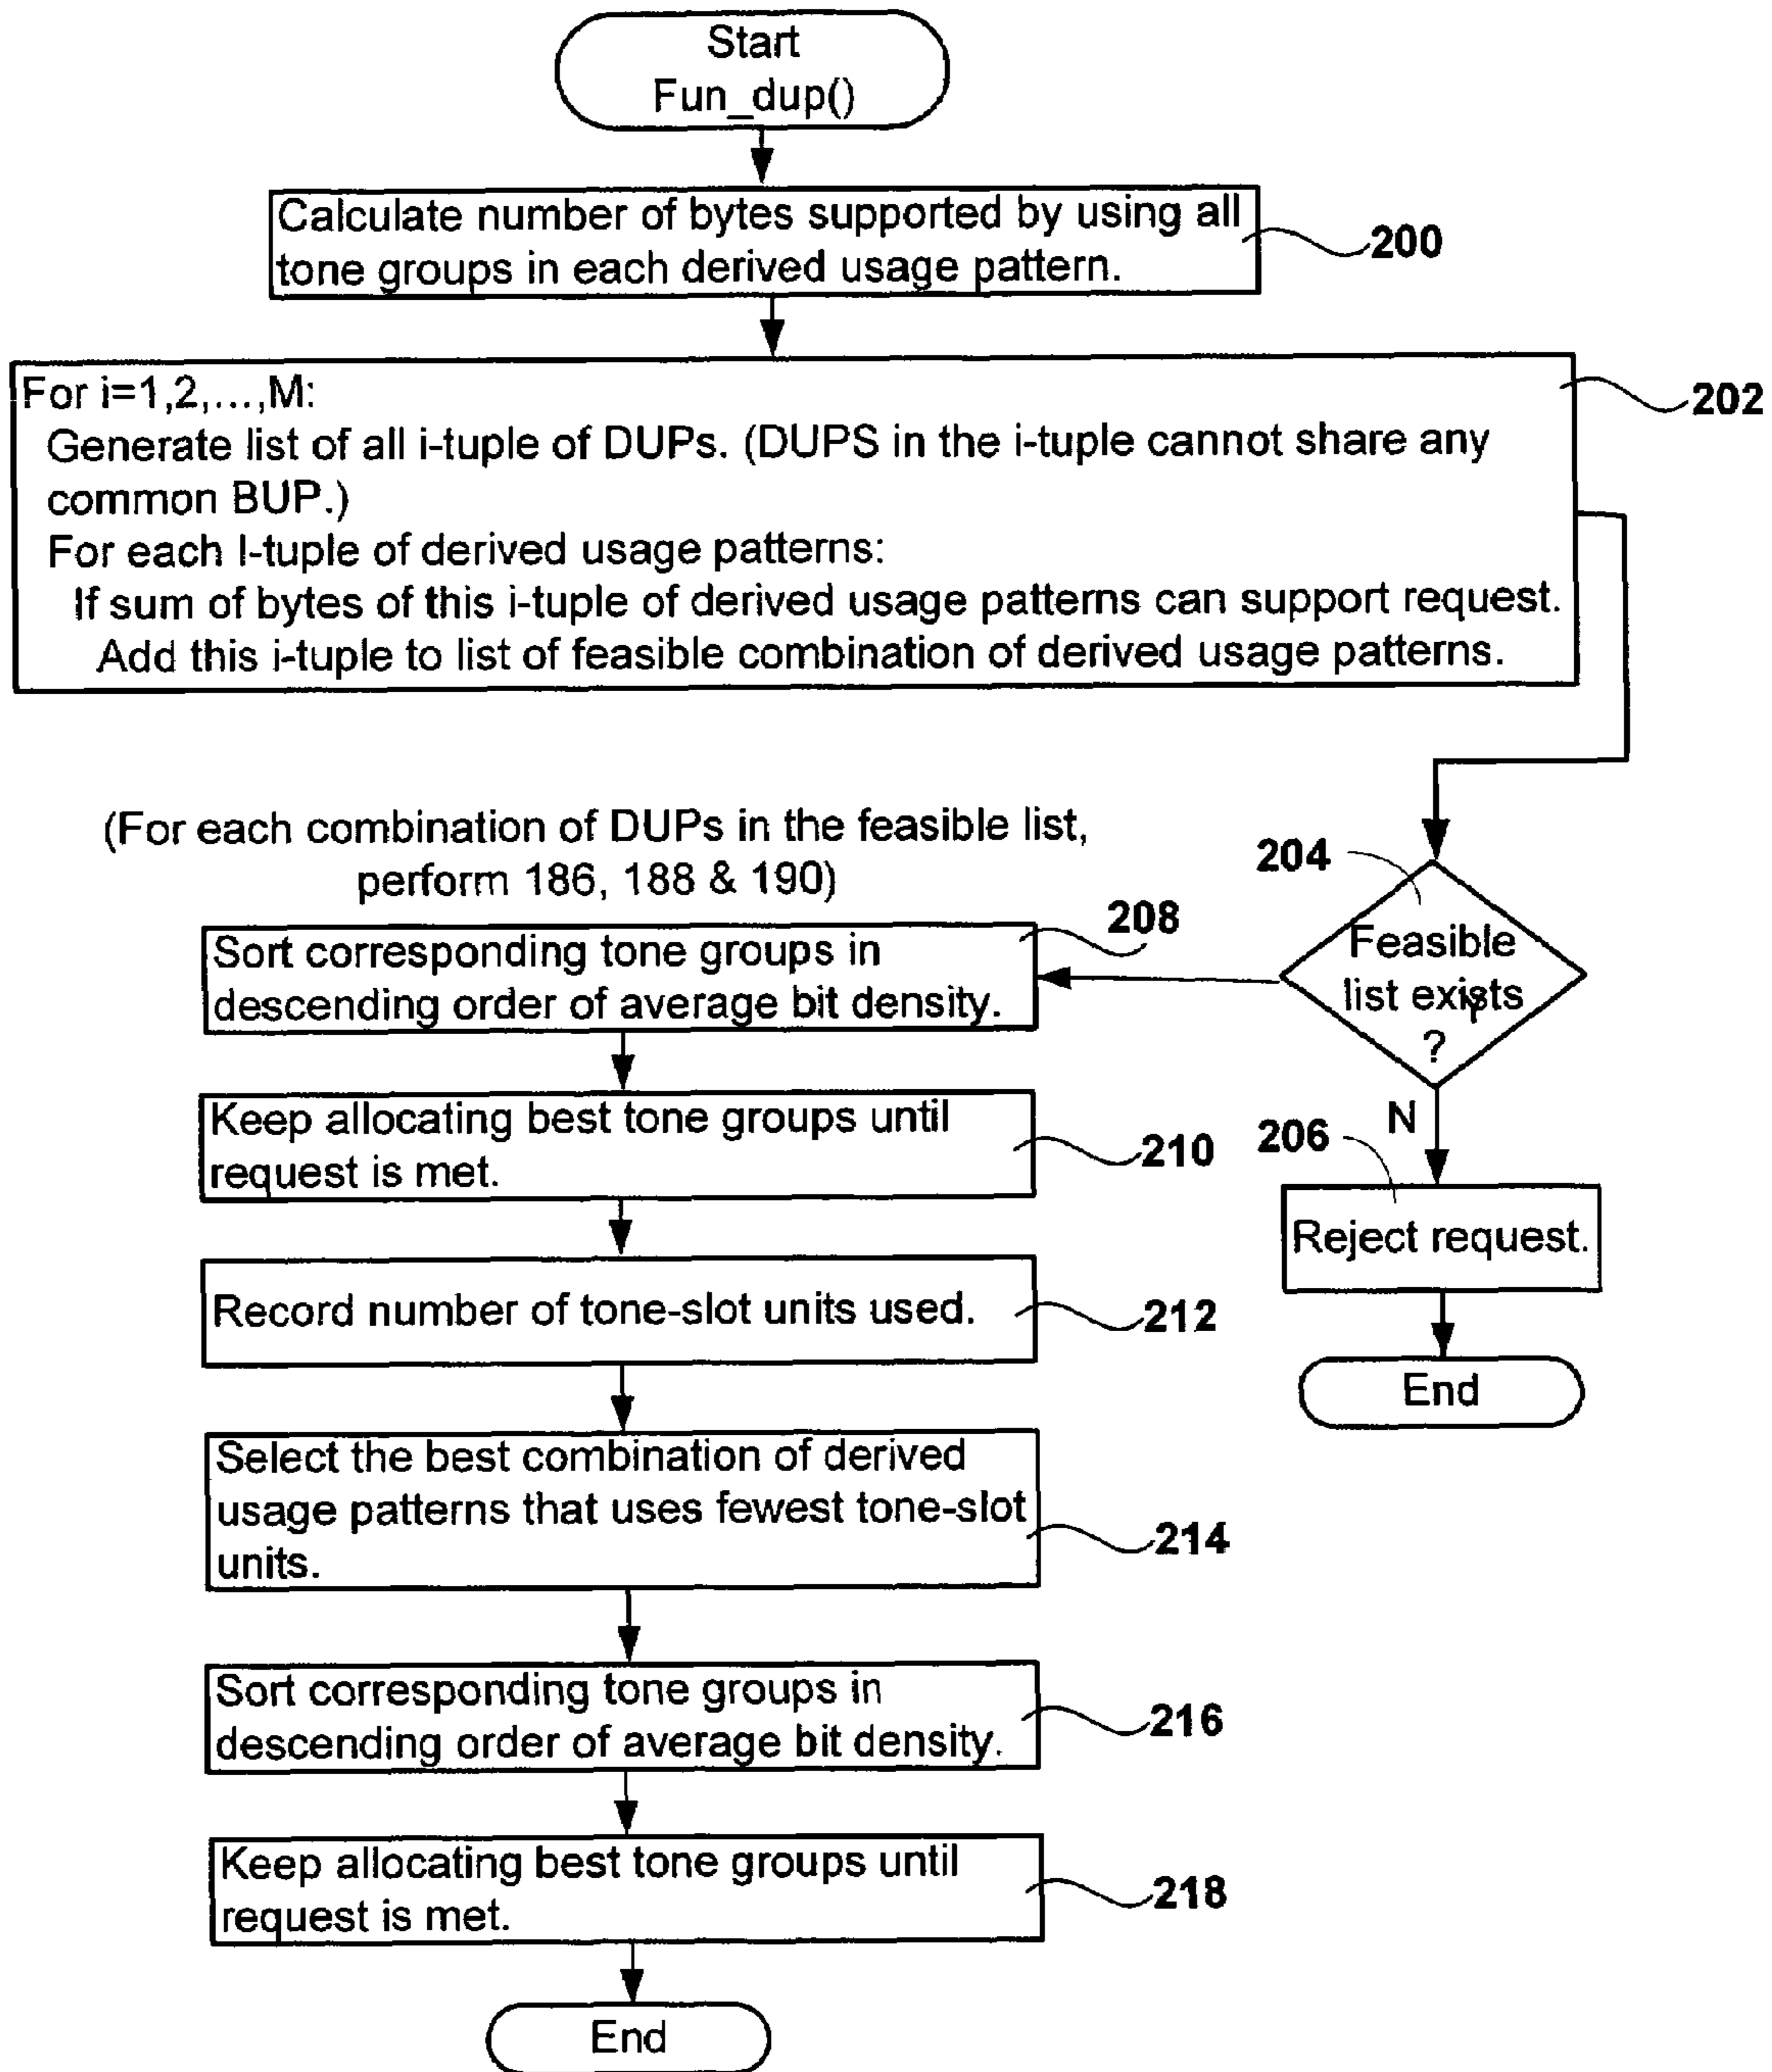 Start
Fun_dup()
Calculate number of bytes supported by using all
tone groups in each derived usage pattern.
200
For i=1,2,...,M:
Generate list of all i-tuple of DUPs. (DUPS in the i-tuple cannot share any
common BUP.)
For each I-tuple of derived usage patterns:
If sum of bytes of this i-tuple of derived usage patterns can support request.
Add this i-tuple to list of feasible combination of derived usage patterns.
202
(For each combination of DUPs in the feasible list,
perform 186, 188 & 190)
204
Feasible
list exists
?
N
206
Reject request.
End
Sort corresponding tone groups in
descending order of average bit density.
208
Keep allocating best tone groups until
request is met.
210
Record number of tone-slot units used.
212
Select the best combination of derived
usage patterns that uses fewest tone-slot
units.
214
Sort corresponding tone groups in
descending order of average bit density.
216
Keep allocating best tone groups until
request is met.
218
End